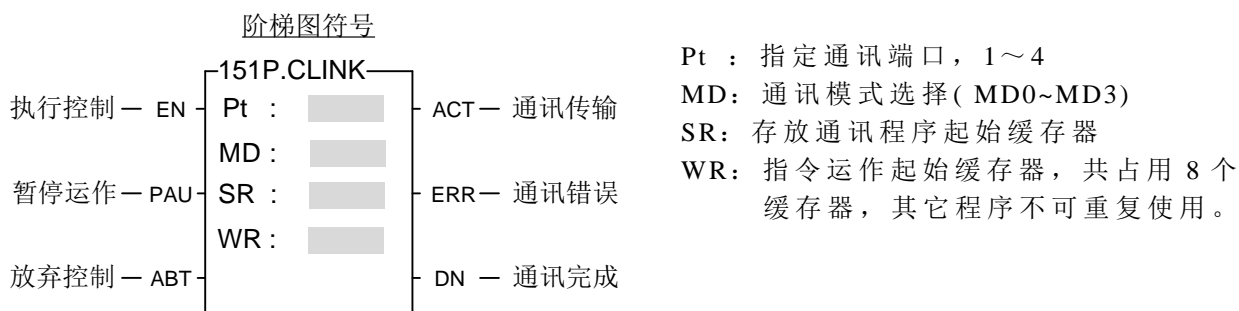 阶梯图符号
151P.CLINK
执行控制 EN Pt : ACT 通讯传输
MD :
暂停运作 PAU SR : ERR 通讯错误
WR :
放弃控制 ABT DN 通讯完成
Pt : 指定通讯端口，1～4
MD：通讯模式选择( MD0~MD3)
SR：存放通讯程序起始缓存器
WR：指令运作起始缓存器，共占用 8 个
缓存器，其它程序不可重复使用。